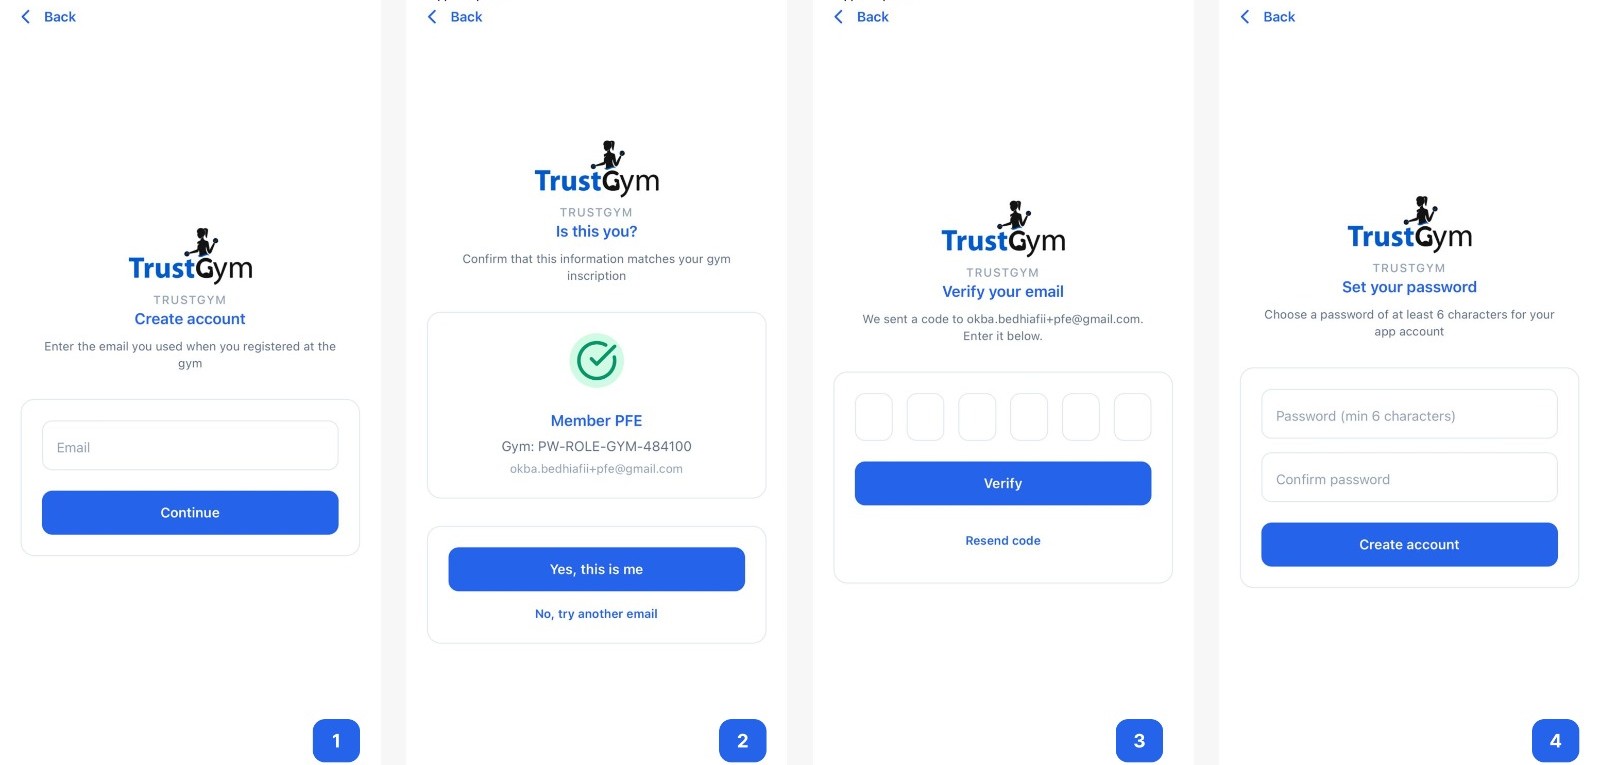 Back
TrustGym
TRUSTGYM
Create account
Enter the email you used when you registered at the
gym
Email
Continue
1
Back
TrustGym
TRUSTGYM
Is this you?
Confirm that this information matches your gym
inscription
Member PFE
Gym: PW-ROLE-GYM-484100
okba.bedhiafii+pfe@gmail.com
Yes, this is me
No, try another email
2
Back
TrustGym
TRUSTGYM
Verify your email
We sent a code to okba.bedhiafii+pfe@gmail.com.
Enter it below.
Verify
Resend code
3
Back
TrustGym
TRUSTGYM
Set your password
Choose a password of at least 6 characters for your
app account
Password (min 6 characters)
Confirm password
Create account
4